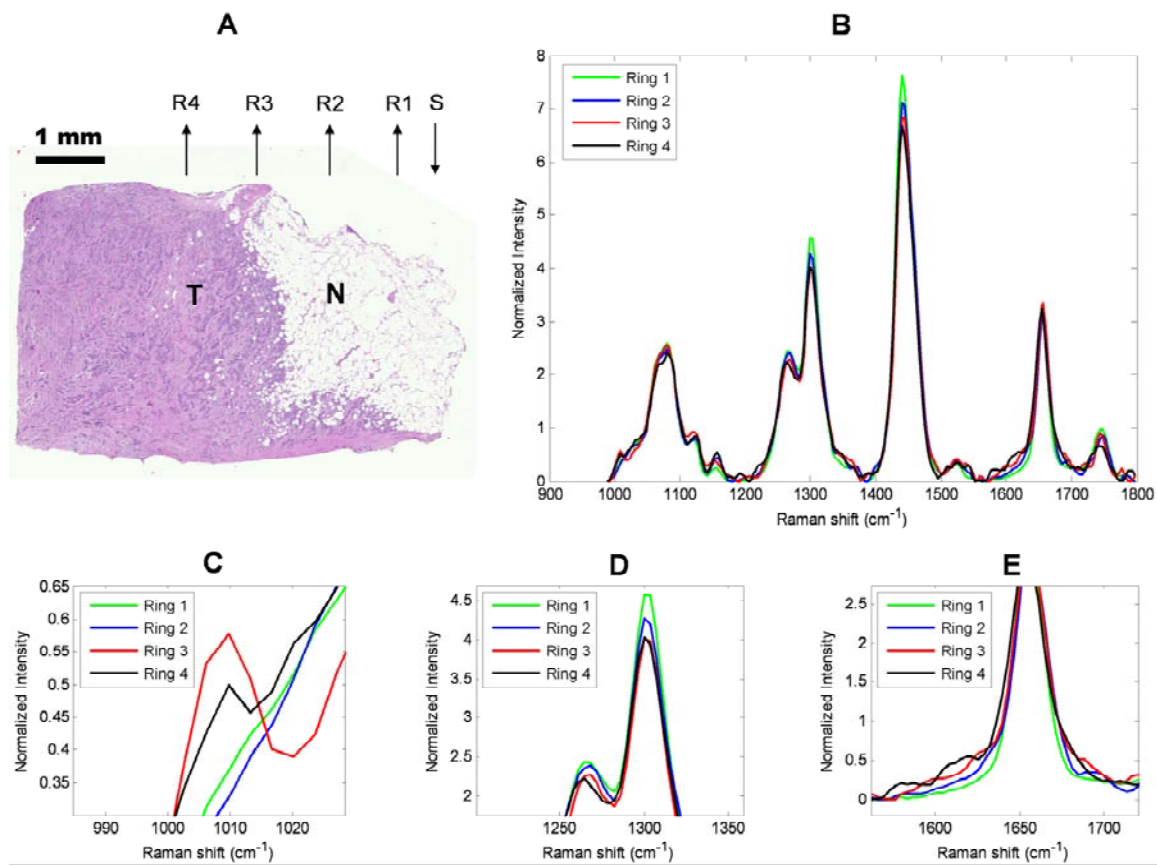 A
R4 R3 R2 R1 S
1 mm
T N
B
8
7
6
5
4
3
2
1
0
Normalized Intensity
Ring 1
Ring 2
Ring 3
Ring 4
900 1000 1100 1200 1300 1400 1500 1600 1700 1800
Raman shift (cm⁻¹)
C
0.65
0.6
0.55
0.5
0.45
0.4
0.35
Normalized Intensity
Ring 1
Ring 2
Ring 3
Ring 4
990 1000 1010 1020
Raman shift (cm⁻¹)
D
4.5
4
3.5
3
2.5
2
Normalized Intensity
Ring 1
Ring 2
Ring 3
Ring 4
1250 1300 1350
Raman shift (cm⁻¹)
E
2.5
2
1.5
1
0.5
0
Normalized Intensity
Ring 1
Ring 2
Ring 3
Ring 4
1600 1650 1700
Raman shift (cm⁻¹)